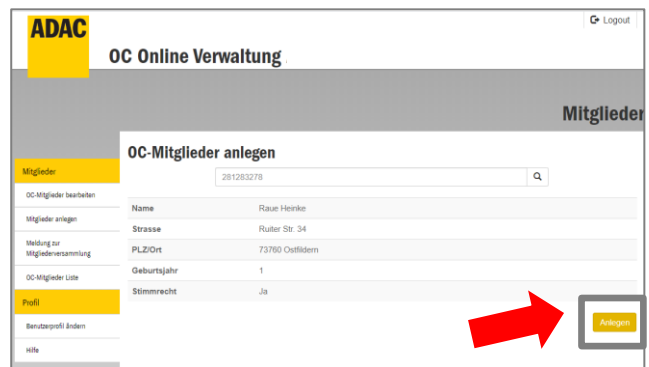 ADAC
Logout
OC Online Verwaltung
Mitglieder
OC-Mitglieder anlegen
Mitglieder
281283278
OC-Mitglieder bearbeiten
Mitglieder anlegen
Meldung zur
Mitgliederversammlung
OC-Mitglieder Liste
Profil
Benutzerprofil ändern
Hilfe
Name Raue Heinke
Strasse Ruiter Str. 34
PLZ/Ort 73760 Ostfildern
Geburtsjahr 1
Stimmrecht Ja
Anlegen